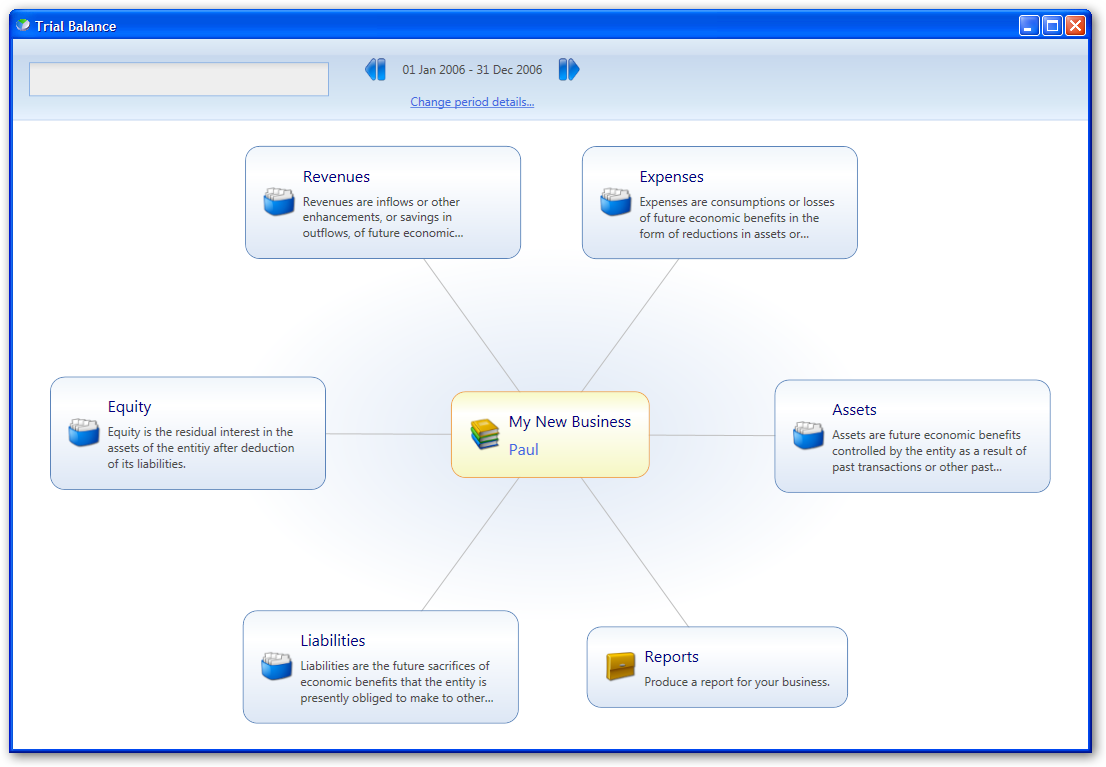 Trial Balance
01 Jan 2006 - 31 Dec 2006
Change period details...
Revenues
Revenues are inflows or other
enhancements, or savings in
outflows, of future economic...
Expenses
Expenses are consumptions or losses
of future economic benefits in the
form of reductions in assets or...
Equity
Equity is the residual interest in the
assets of the entitiy after deduction
of its liabilities.
My New Business
Paul
Assets
Assets are future economic benefits
controlled by the entity as a result of
past transactions or other past...
Liabilities
Liabilities are the future sacrifices of
economic benefits that the entity is
presently obliged to make to other...
Reports
Produce a report for your business.